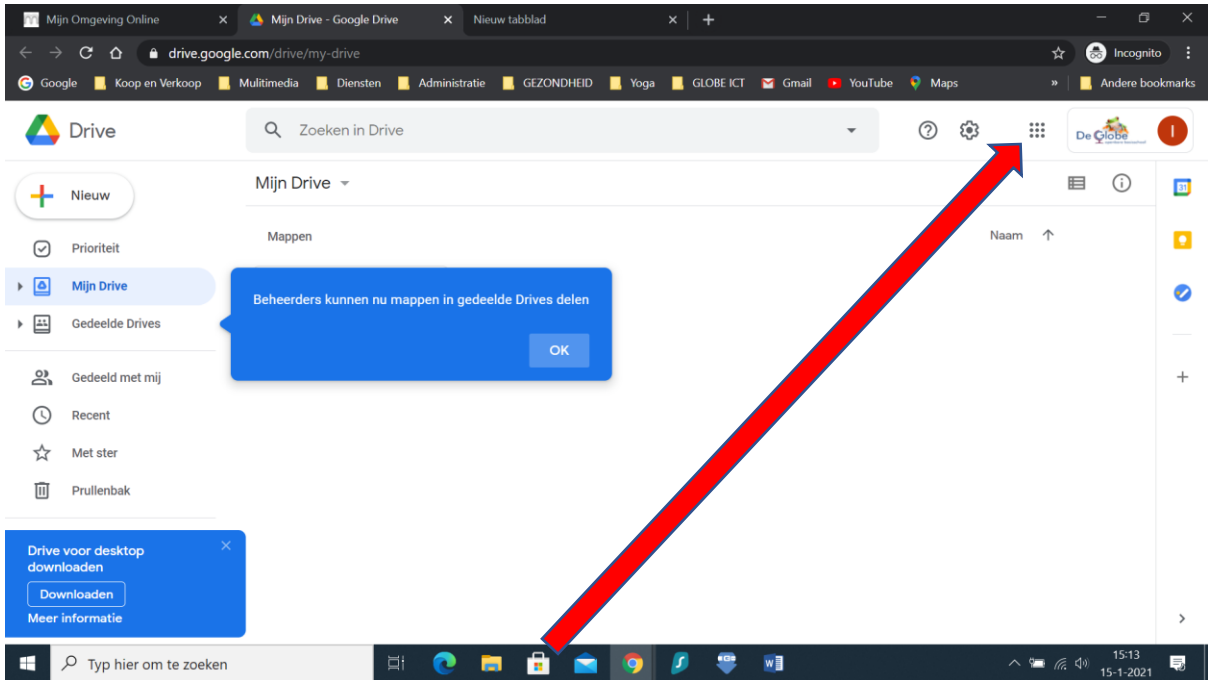 Mijn Omgeving Online
Mijn Drive - Google Drive
Nieuw tabblad
drive.google.com/drive/my-drive
Incognito
Google
Koop en Verkoop
Mulitimedia
Diensten
Administratie
GEZONDHEID
Yoga
GLOBE ICT
Gmail
YouTube
Maps
»
Andere bookmarks
Drive
Zoeken in Drive
De Globe
I
Nieuw
Mijn Drive
31
Mappen
Naam
Prioriteit
Mijn Drive
Gedeelde Drives
Beheerders kunnen nu mappen in gedeelde Drives delen
OK
Gedeeld met mij
Recent
Met ster
Prullenbak
Drive voor desktop
downloaden
Downloaden
Meer informatie
Typ hier om te zoeken
15:13
15-1-2021